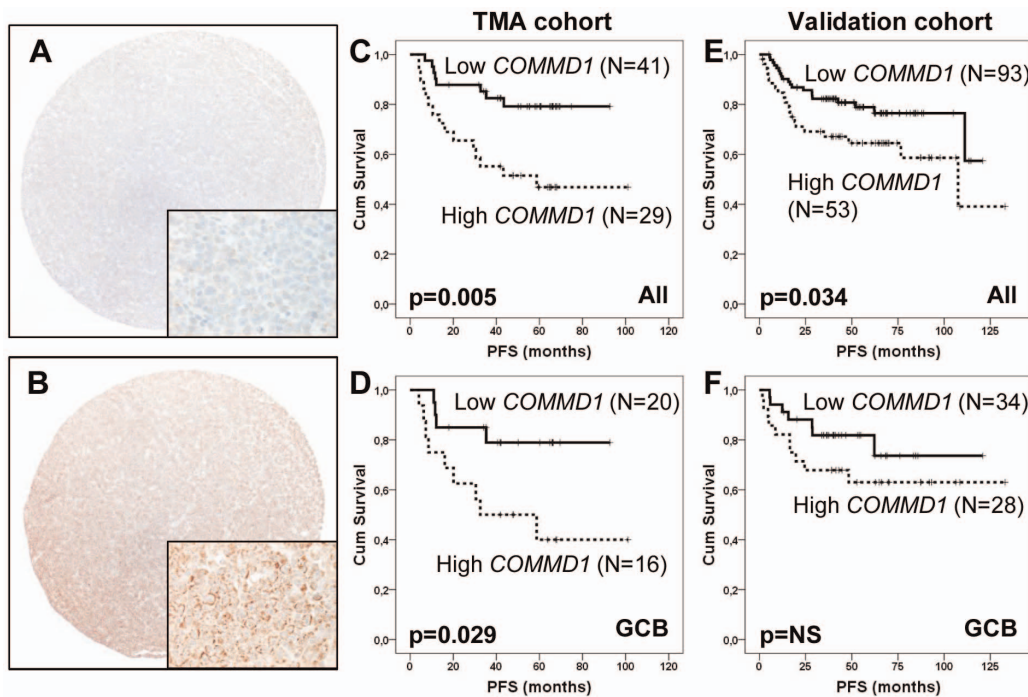 TMA cohort
Validation cohort
A
B
C
Cum Survival
1,0
0,8
0,6
0,4
0,2
0,0
Low COMMD1 (N=41)
High COMMD1 (N=29)
p=0.005
All
0 20 40 60 80 100 120
PFS (months)
E
Cum Survival
1,0
0,8
0,6
0,4
0,2
0,0
Low COMMD1 (N=93)
High COMMD1
(N=53)
p=0.034
All
0 25 50 75 100 125
PFS (months)
D
Cum Survival
1,0
0,8
0,6
0,4
0,2
0,0
Low COMMD1 (N=20)
High COMMD1 (N=16)
p=0.029
GCB
0 20 40 60 80 100 120
PFS (months)
F
Cum Survival
1,0
0,8
0,6
0,4
0,2
0,0
Low COMMD1 (N=34)
High COMMD1 (N=28)
p=NS
GCB
0 25 50 75 100 125
PFS (months)